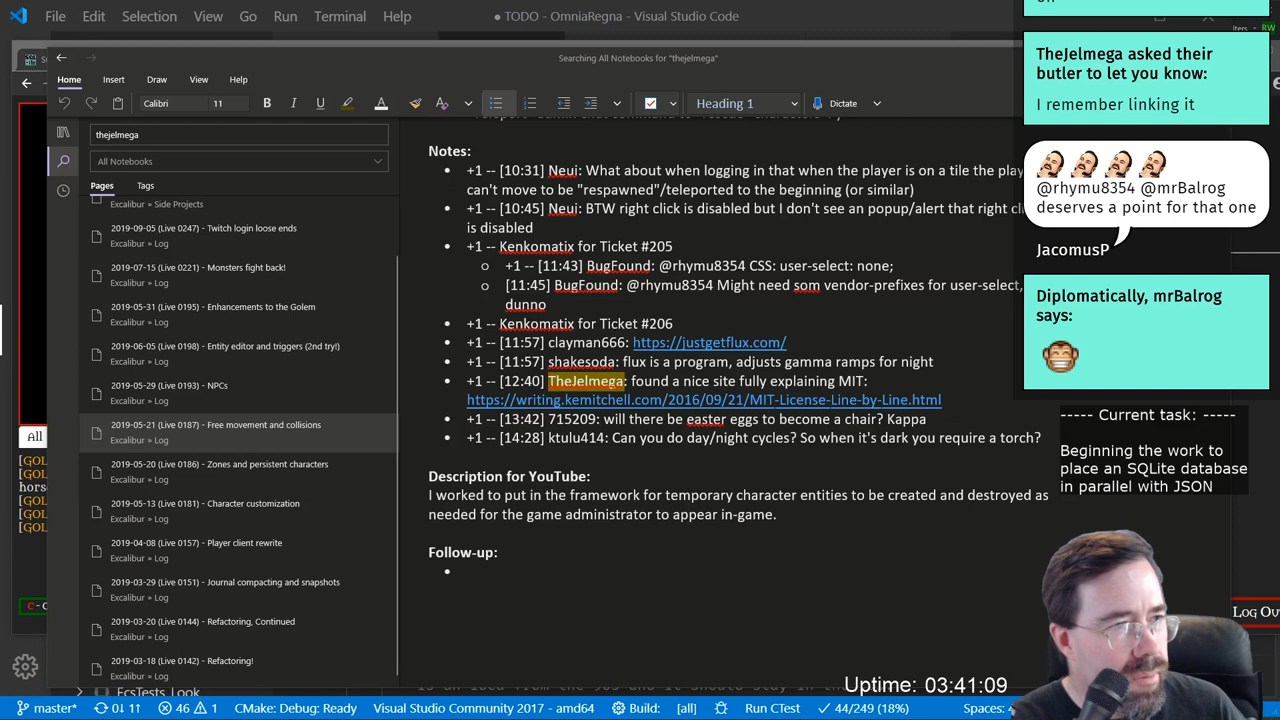 File Edit Selection View Go Run Terminal Help
● TODO - OmniaRegna - Visual Studio Code
Searching All Notebooks for "thejelmega"
Home Insert Draw View Help
Calibri 11 B I U A Heading 1 Dictate
thejelmega
All Notebooks
Pages Tags
Excalibur » Side Projects
2019-09-05 (Live 0247) - Twitch login loose ends
Excalibur » Log
2019-07-15 (Live 0221) - Monsters fight back!
Excalibur » Log
2019-05-31 (Live 0195) - Enhancements to the Golem
Excalibur » Log
2019-06-05 (Live 0198) - Entity editor and triggers (2nd try!)
Excalibur » Log
2019-05-29 (Live 0193) - NPCs
Excalibur » Log
2019-05-21 (Live 0187) - Free movement and collisions
Excalibur » Log
2019-05-20 (Live 0186) - Zones and persistent characters
Excalibur » Log
2019-05-13 (Live 0181) - Character customization
Excalibur » Log
2019-04-08 (Live 0157) - Player client rewrite
Excalibur » Log
2019-03-29 (Live 0151) - Journal compacting and snapshots
Excalibur » Log
2019-03-20 (Live 0144) - Refactoring, Continued
Excalibur » Log
2019-03-18 (Live 0142) - Refactoring!
Excalibur » Log
Notes:
+1 -- [10:31] Neui: What about when logging in that when the player is on a tile the play
can't move to be "respawned"/teleported to the beginning (or similar)
+1 -- [10:45] Neui: BTW right click is disabled but I don't see an popup/alert that right cli
is disabled
+1 -- Kenkomatix for Ticket #205
+1 -- [11:43] BugFound: @rhymu8354 CSS: user-select: none;
[11:45] BugFound: @rhymu8354 Might need som vendor-prefixes for user-select,
dunno
+1 -- Kenkomatix for Ticket #206
+1 -- [11:57] clayman666: https://justgetflux.com/
+1 -- [11:57] shakesoda: flux is a program, adjusts gamma ramps for night
+1 -- [12:40] TheJelmega: found a nice site fully explaining MIT:
https://writing.kemitchell.com/2016/09/21/MIT-License-Line-by-Line.html
+1 -- [13:42] 715209: will there be easter eggs to become a chair? Kappa
+1 -- [14:28] ktulu414: Can you do day/night cycles? So when it's dark you require a torch?
Description for YouTube:
I worked to put in the framework for temporary character entities to be created and destroyed as
needed for the game administrator to appear in-game.
Follow-up:
TheJelmega asked their
butler to let you know:
I remember linking it
@rhymu8354 @mrBalrog
deserves a point for that one
JacomusP
Diplomatically, mrBalrog
says:
----- Current task: -----
Beginning the work to
place an SQLite database
in parallel with JSON
All
[GOL
[GOL
hors
[GOL
[GOL
[GOL
Log Ou
EcsTests Look
Uptime: 03:41:09
master* 0↓ 1↑ 46 1 CMake: Debug: Ready Visual Studio Community 2017 - amd64 Build: [all] Run CTest 44/249 (18%) Spaces: